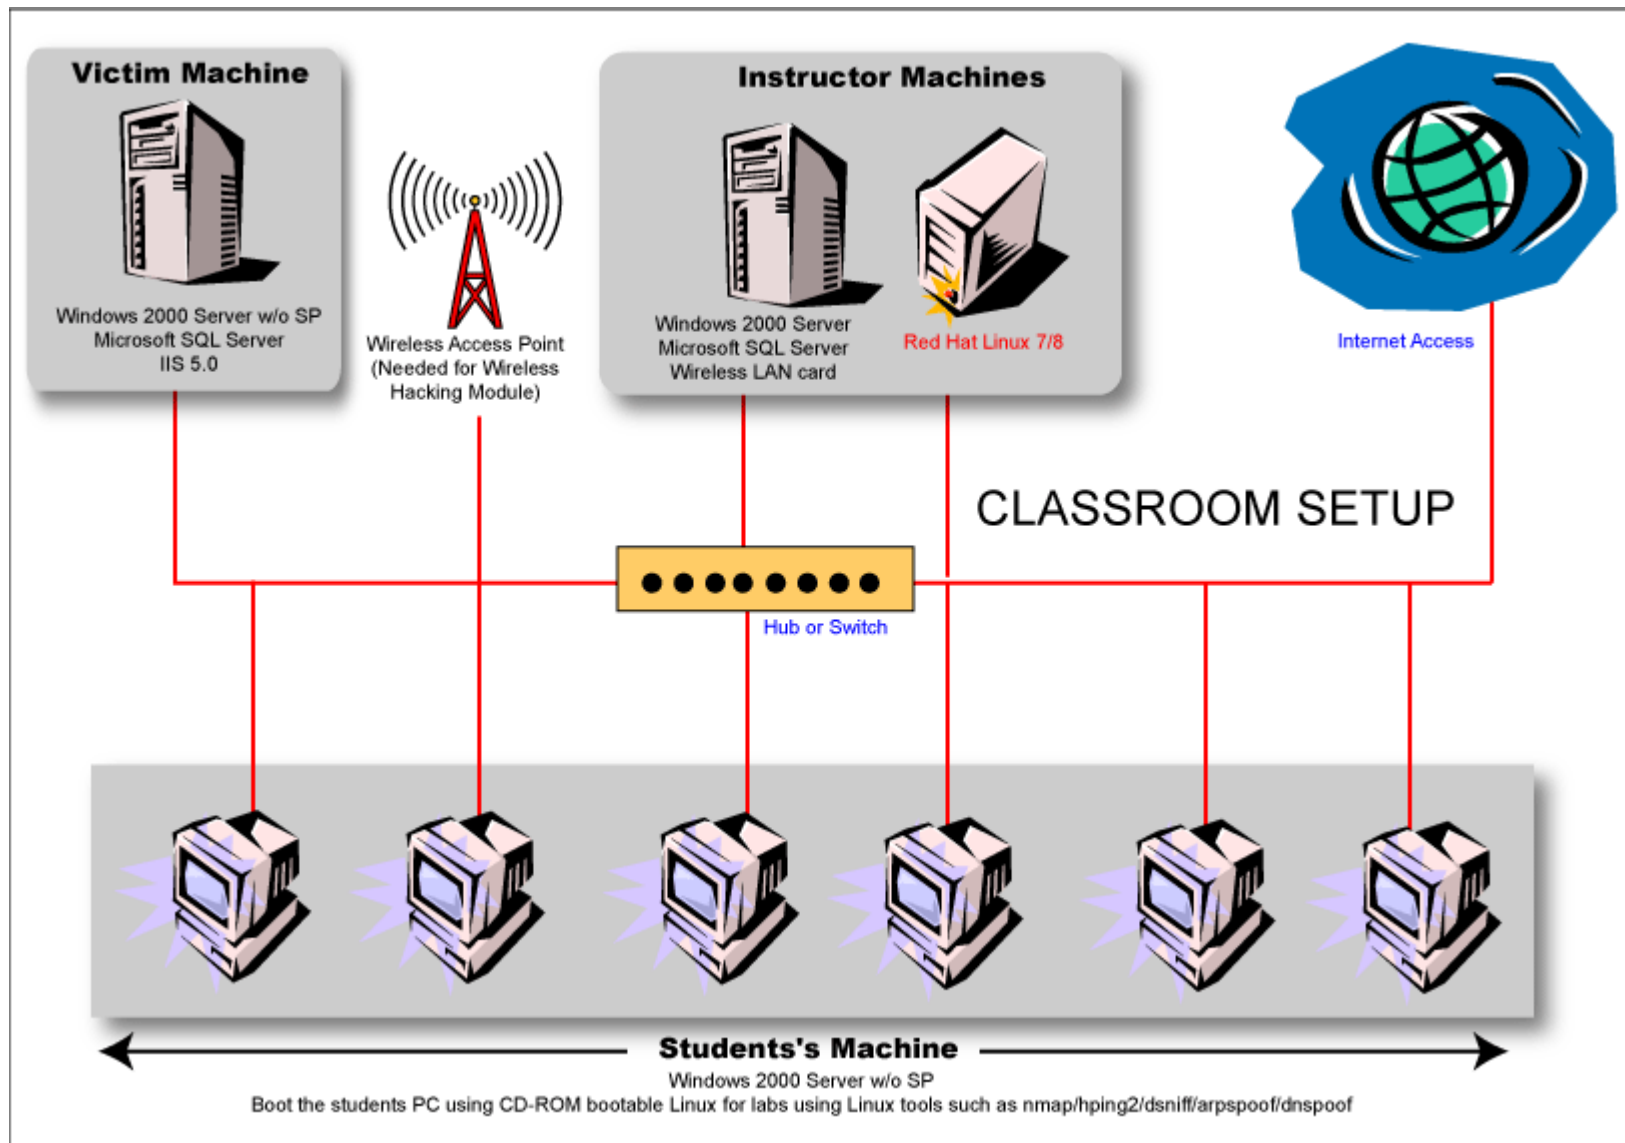 Victim Machine
Windows 2000 Server w/o SP
Microsoft SQL Server
IIS 5.0
Wireless Access Point
(Needed for Wireless
Hacking Module)
Instructor Machines
Windows 2000 Server
Microsoft SQL Server
Wireless LAN card
Red Hat Linux 7/8
Internet Access
CLASSROOM SETUP
Hub or Switch
Students's Machine
Windows 2000 Server w/o SP
Boot the students PC using CD-ROM bootable Linux for labs using Linux tools such as nmap/hping2/dsniff/arpspoof/dnspoof